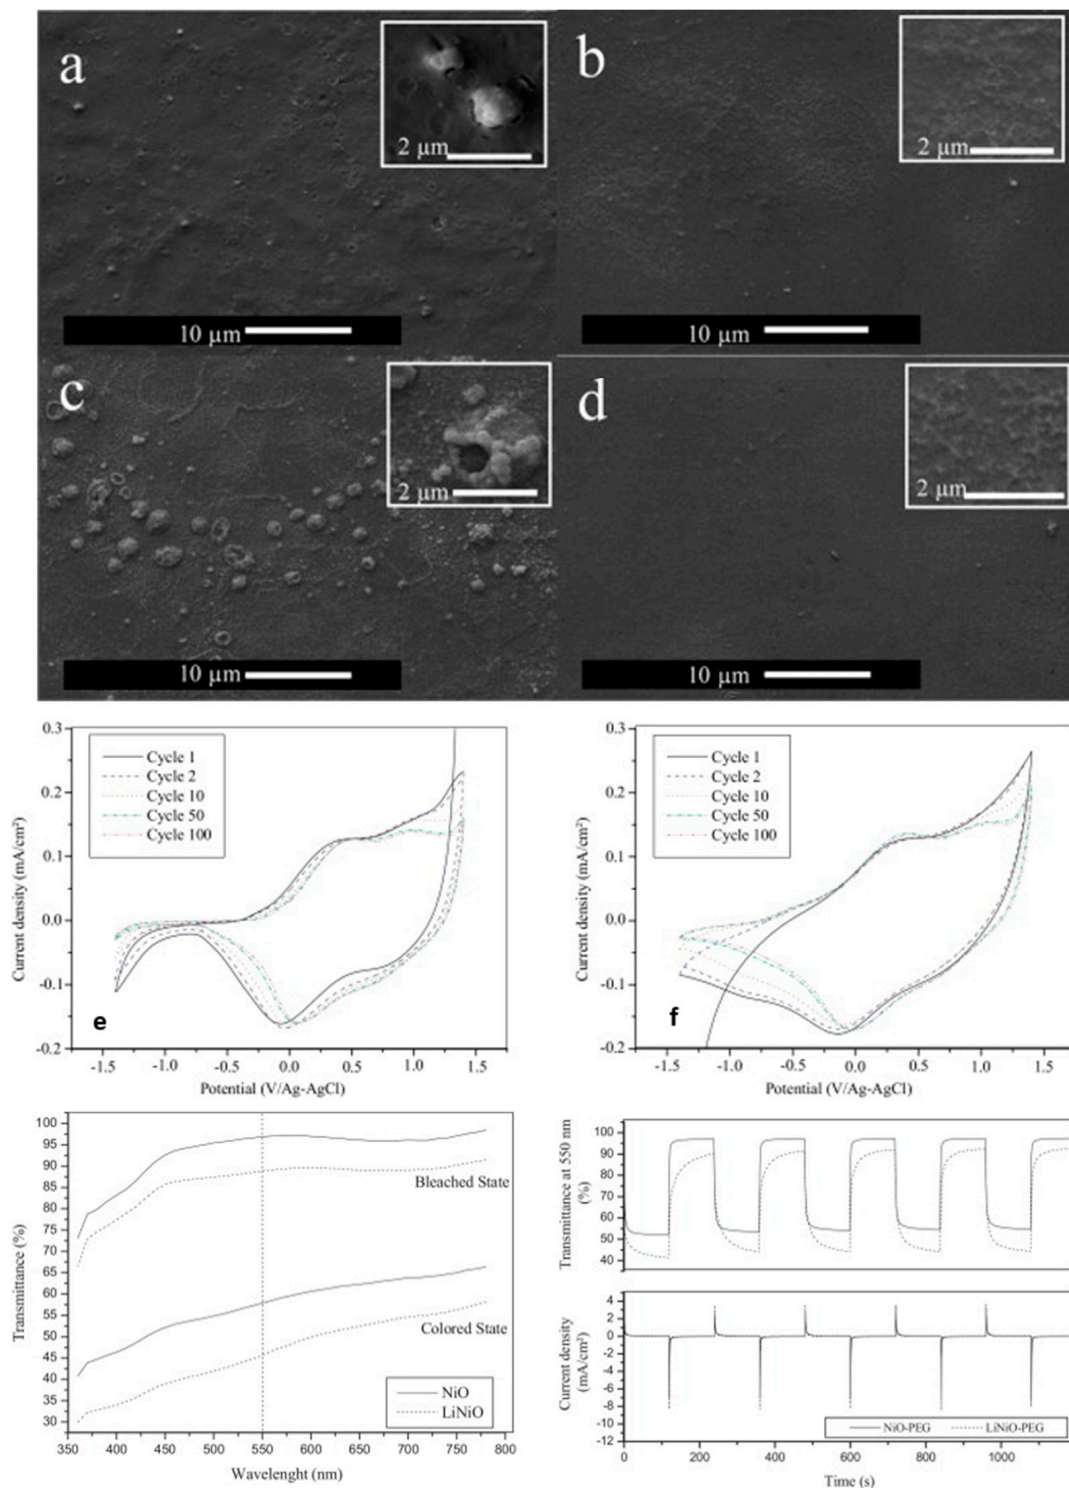 a
2 µm
10 µm
b
2 µm
10 µm
c
2 µm
10 µm
d
2 µm
10 µm
0.3
0.2
0.1
0.0
-0.1
-0.2
Current density (mA/cm²)
Cycle 1
Cycle 2
Cycle 10
Cycle 50
Cycle 100
e
-1.5 -1.0 -0.5 0.0 0.5 1.0 1.5
Potential (V/Ag-AgCl)
0.3
0.2
0.1
0.0
-0.1
-0.2
Current density (mA/cm²)
Cycle 1
Cycle 2
Cycle 10
Cycle 50
Cycle 100
f
-1.5 -1.0 -0.5 0.0 0.5 1.0 1.5
Potential (V/Ag-AgCl)
100
95
90
85
80
75
70
65
60
55
50
45
40
35
30
Transmittance (%)
Bleached State
Colored State
NiO
LiNiO
350 400 450 500 550 600 650 700 750 800
Wavelenght (nm)
100
90
80
70
60
50
40
Transmittance at 550 nm
(%)
4
2
0
-2
-4
-6
-8
-10
-12
Current density
(mA/cm²)
NiO-PEG
LiNiO-PEG
0 200 400 600 800 1000
Time (s)